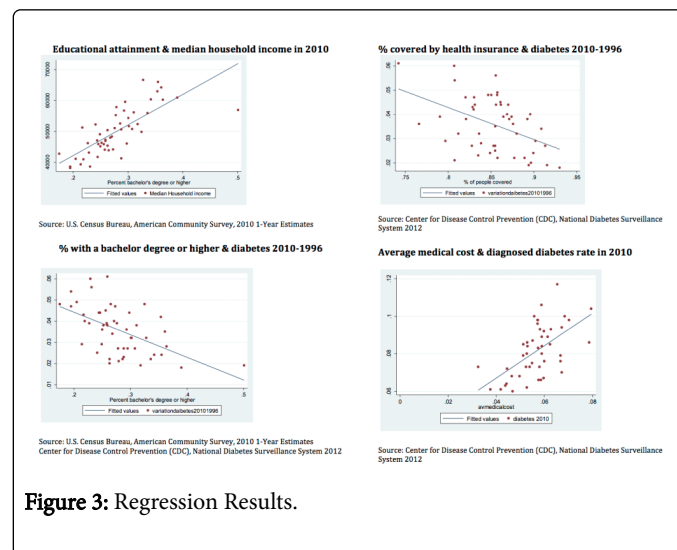 Educational attainment & median household income in 2010
70000
60000
50000
40000
.2
.3
.4
.5
Percent bachelor's degree or higher
Fitted values
Median Household income
Source: U.S. Census Bureau, American Community Survey, 2010 1-Year Estimates
% covered by health insurance & diabetes 2010-1996
.06
.05
.04
.03
.02
.75
.8
.85
.9
.95
% of people covered
Fitted values
variationdiabetes20101996
Source: Center for Disease Control Prevention (CDC), National Diabetes Surveillance
System 2012
% with a bachelor degree or higher & diabetes 2010-1996
.06
.05
.04
.03
.02
.01
.2
.3
.4
.5
Percent bachelor's degree or higher
Fitted values
variationdaibetes20101996
Source: U.S. Census Bureau, American Community Survey, 2010 1-Year Estimates
Center for Disease Control Prevention (CDC), National Diabetes Surveillance System 2012
Average medical cost & diagnosed diabetes rate in 2010
.12
.1
.08
.06
0
.02
.04
.06
.08
avmedicalcost
Fitted values
diabetes 2010
Source: Center for Disease Control Prevention (CDC), National Diabetes Surveillance
System 2012
Figure 3: Regression Results.